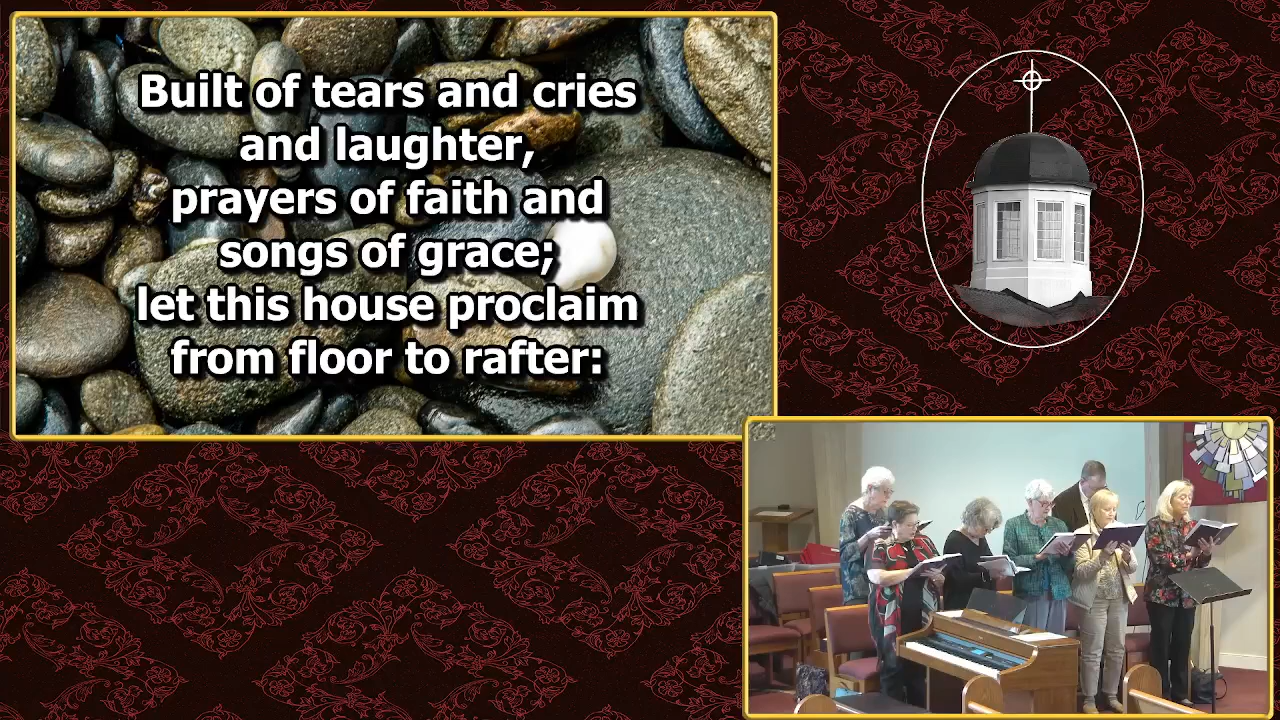 Built of tears and cries
and laughter,
prayers of faith and
songs of grace;
let this house proclaim
from floor to rafter: